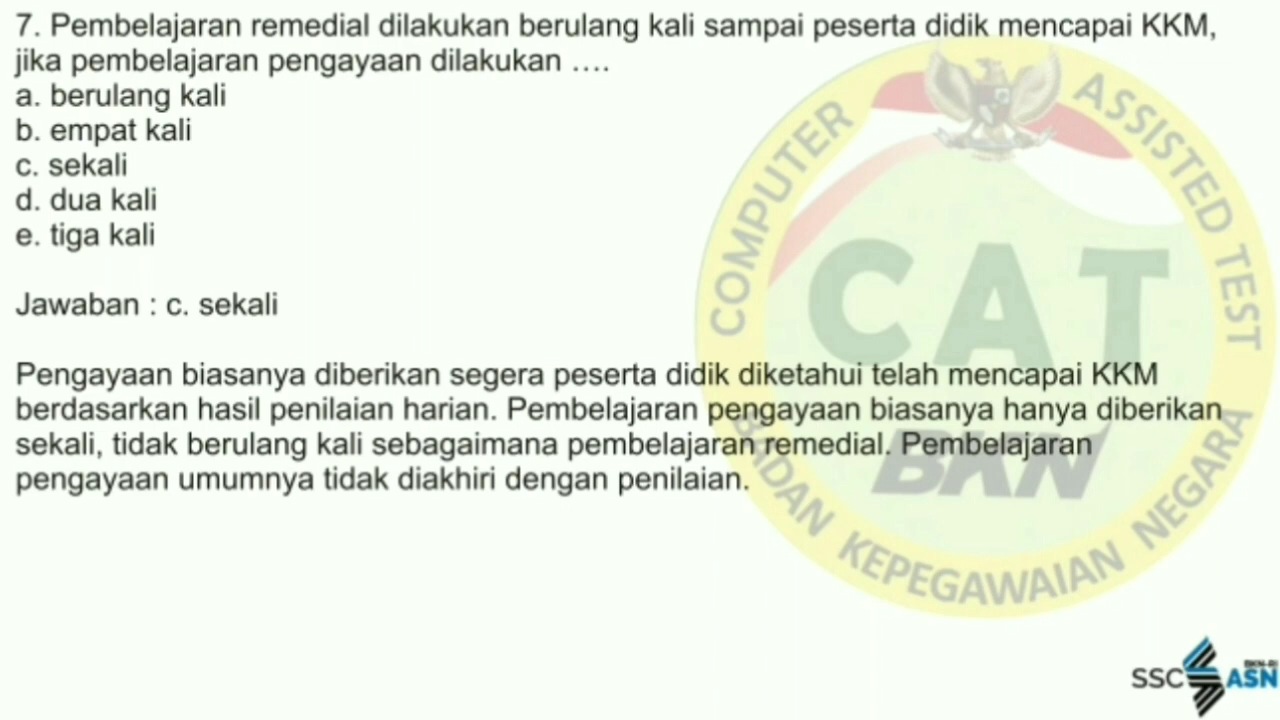 7. Pembelajaran remedial dilakukan berulang kali sampai peserta didik mencapai KKM,
jika pembelajaran pengayaan dilakukan ....
a. berulang kali
b. empat kali
c. sekali
d. dua kali
e. tiga kali
Jawaban : c. sekali
Pengayaan biasanya diberikan segera peserta didik diketahui telah mencapai KKM
berdasarkan hasil penilaian harian. Pembelajaran pengayaan biasanya hanya diberikan
sekali, tidak berulang kali sebagaimana pembelajaran remedial. Pembelajaran
pengayaan umumnya tidak diakhiri dengan penilaian.
COMPUTER ASSISTED TEST
CAT
BKN
BADAN KEPEGAWAIAN NEGARA
SSC
BKN-RI
ASN